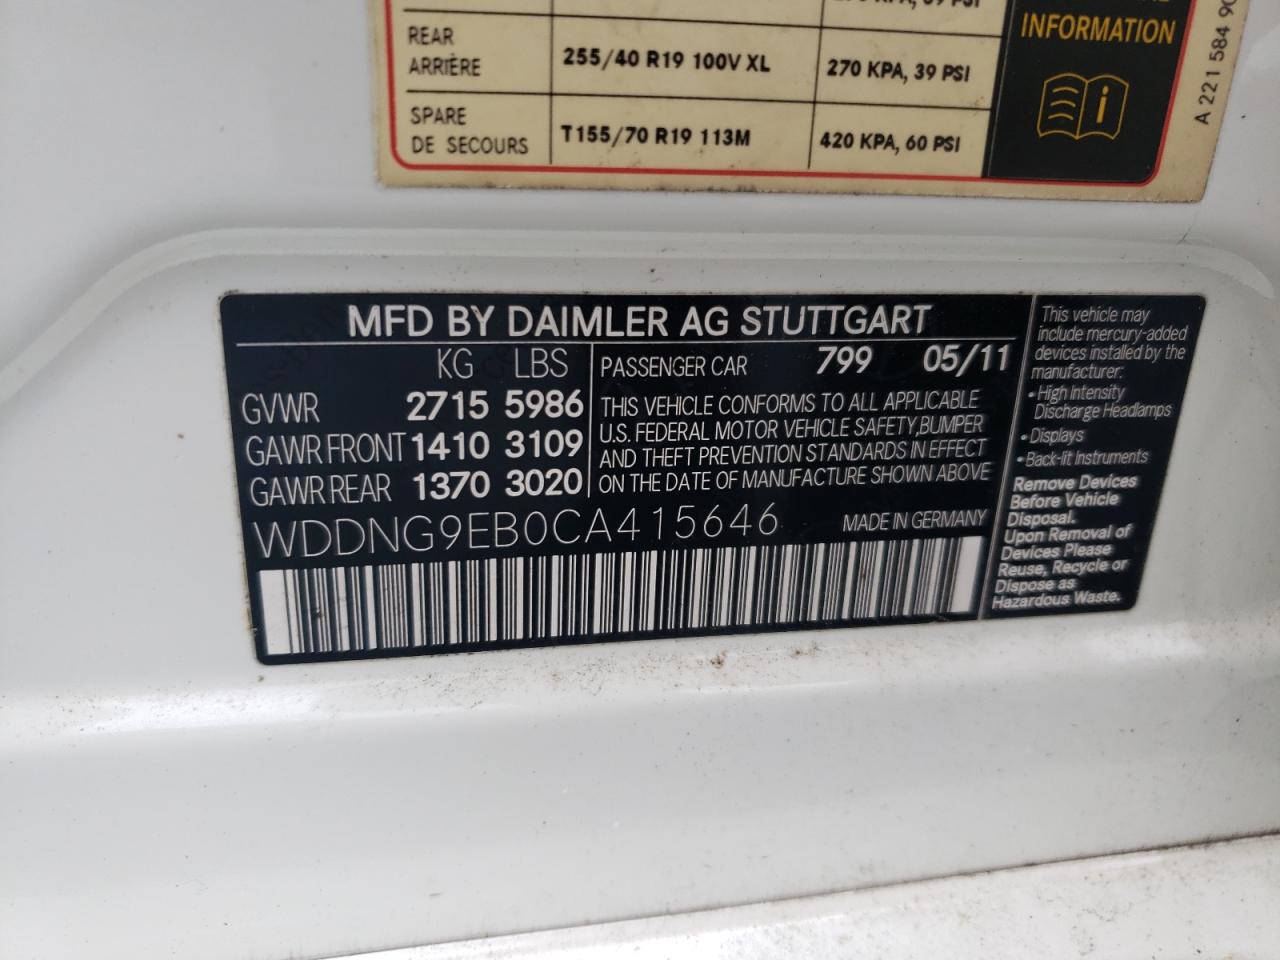 REAR
ARRIÈRE
255/40 R19 100V XL
270 KPA, 39 PSI
SPARE
DE SECOURS
T155/70 R19 113M
420 KPA, 60 PSI
INFORMATION
i
A 221 584
MFD BY DAIMLER AG STUTTGART
KG LBS
GVWR 2715 5986
GAWR FRONT 1410 3109
GAWR REAR 1370 3020
PASSENGER CAR 799 05/11
THIS VEHICLE CONFORMS TO ALL APPLICABLE
U.S. FEDERAL MOTOR VEHICLE SAFETY,BUMPER
AND THEFT PREVENTION STANDARDS IN EFFECT
ON THE DATE OF MANUFACTURE SHOWN ABOVE
WDDNG9EB0CA415646
MADE IN GERMANY
This vehicle may
include mercury-added
devices installed by the
manufacturer:
• High Intensity
Discharge Headlamps
• Displays
• Back-lit Instruments
Remove Devices
Before Vehicle
Disposal.
Upon Removal of
Devices Please
Reuse, Recycle or
Dispose as
Hazardous Waste.